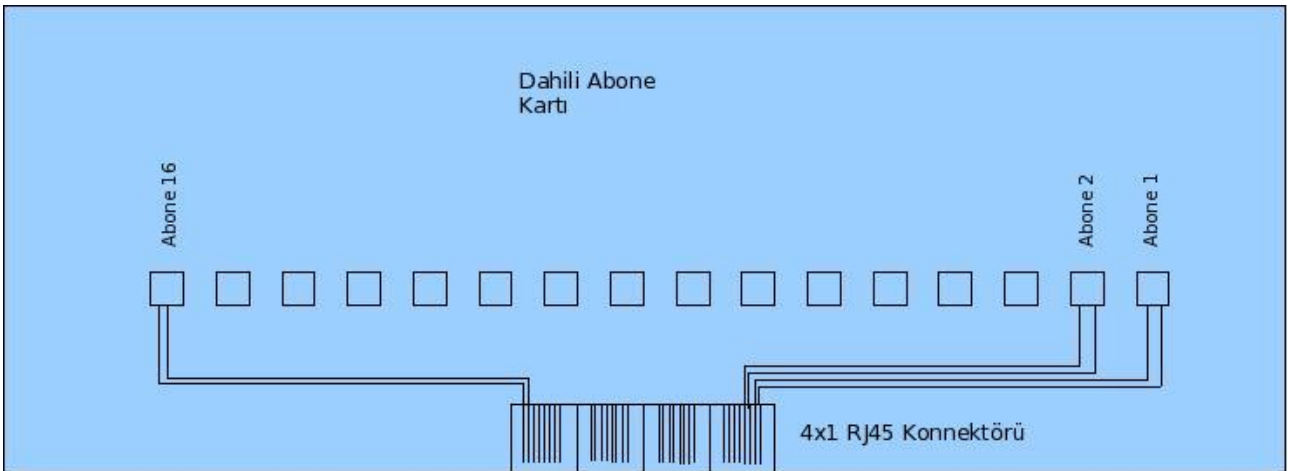 Dahili Abone
Kartı
Abone 16
Abone 2
Abone 1
4x1 RJ45 Konnektörü